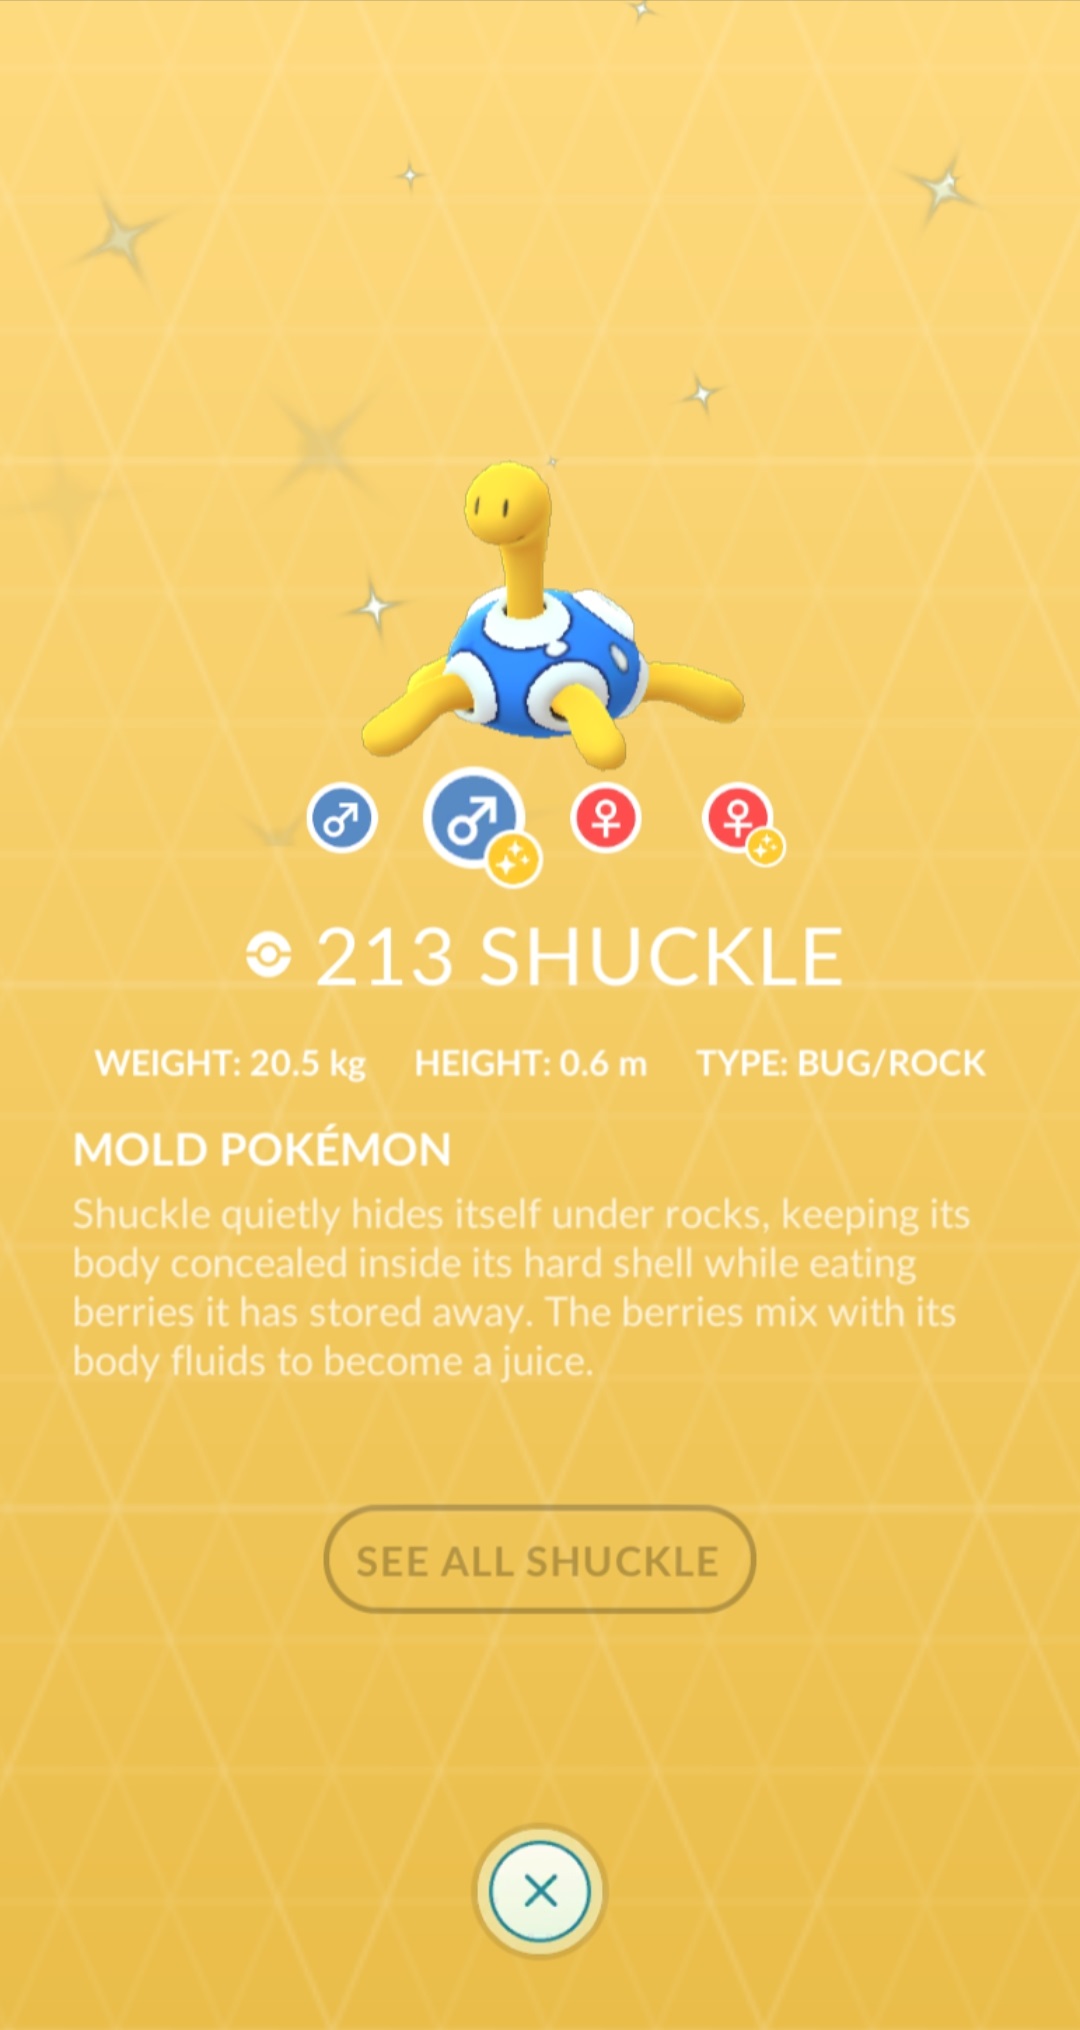 213 SHUCKLE
WEIGHT: 20.5 kg HEIGHT: 0.6 m TYPE: BUG/ROCK
MOLD POKÉMON
Shuckle quietly hides itself under rocks, keeping its
body concealed inside its hard shell while eating
berries it has stored away. The berries mix with its
body fluids to become a juice.
SEE ALL SHUCKLE